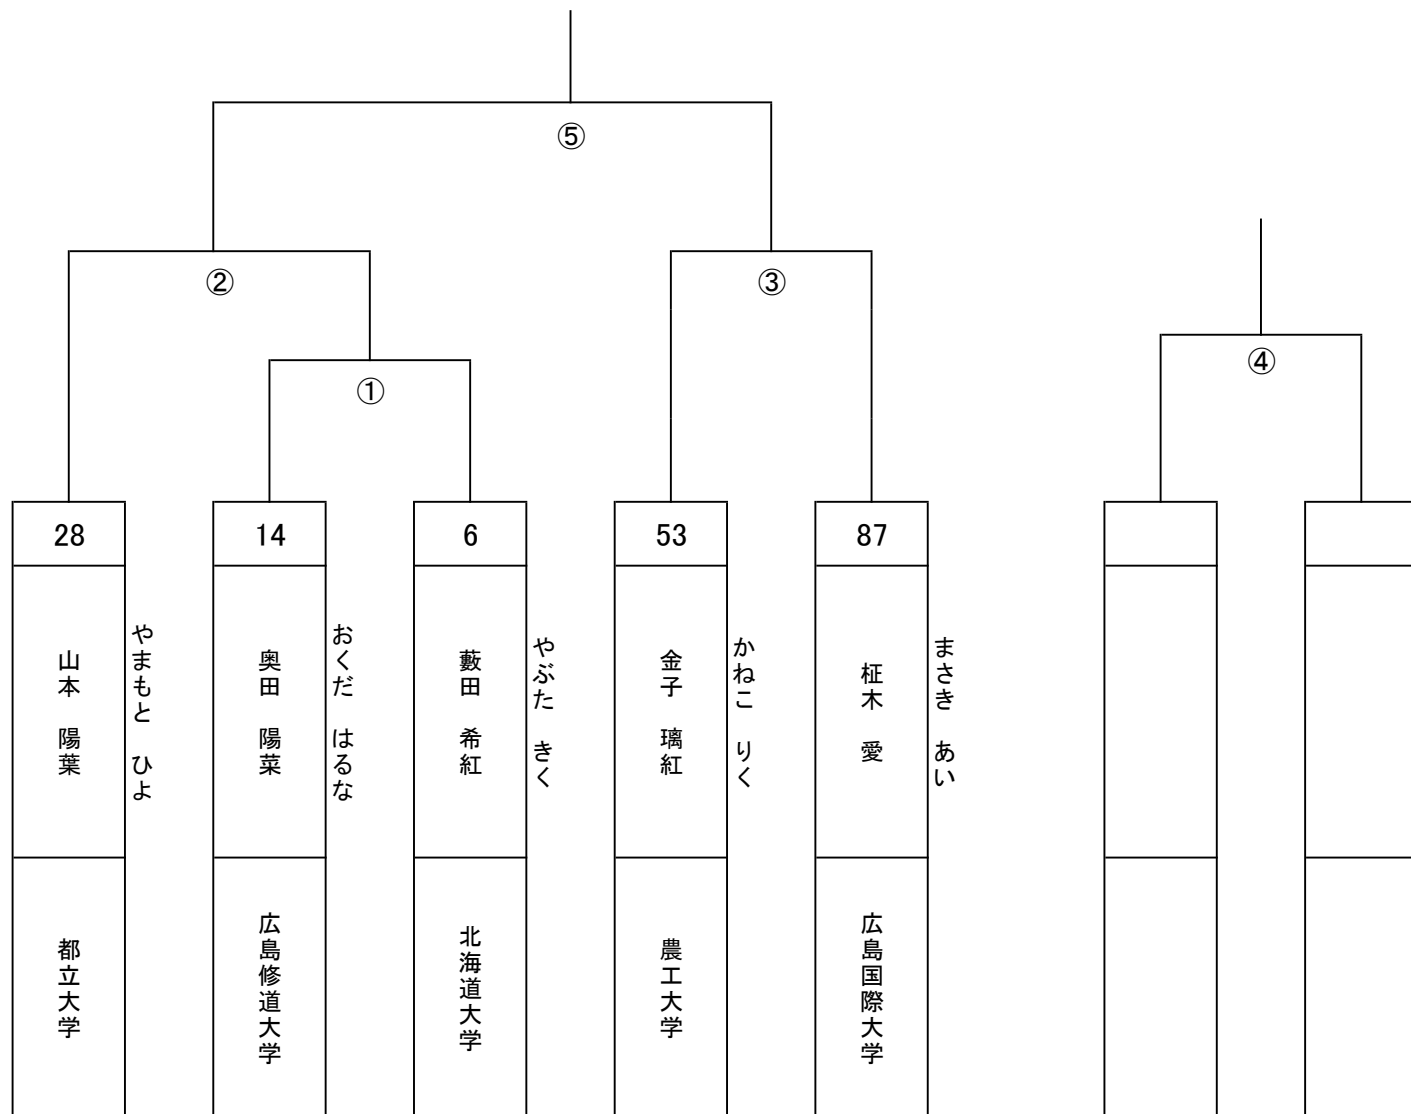 ⑤
②
③
①
④
28
14
6
53
87
山本 陽葉
やまもと ひよ
奥田 陽菜
おくだ はるな
藪田 希紅
やぶた きく
金子 璃紅
かねこ りく
柾木 愛
まさき あい
都立大学
広島修道大学
北海道大学
農工大学
広島国際大学